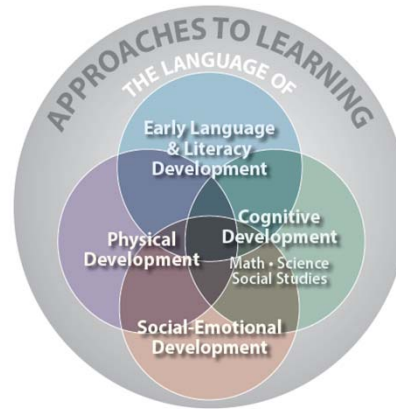 APPROACHES TO LEARNING
THE LANGUAGE OF
Early Language
& Literacy
Development
Physical
Development
Cognitive
Development
Math • Science
Social Studies
Social-Emotional
Development